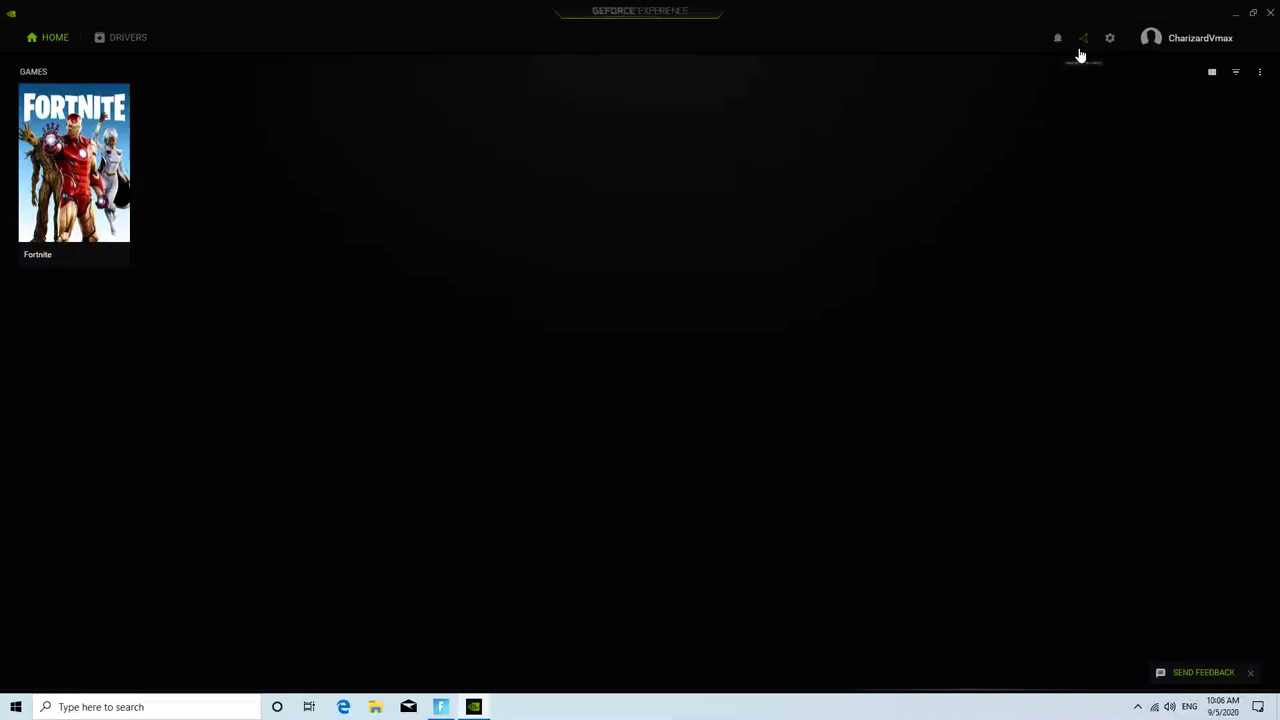 GEFORCE EXPERIENCE
HOME
DRIVERS
CharizardVmax
GAMES
FORTNITE
Fortnite
SEND FEEDBACK
Type here to search
ENG
10:06 AM
9/5/2020